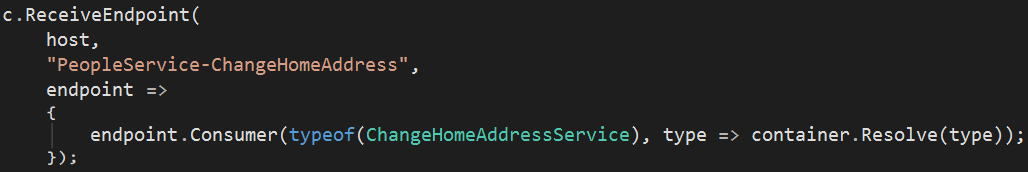 c.ReceiveEndpoint(
    host,
    "PeopleService-ChangeHomeAddress",
    endpoint =>
    {
        endpoint.Consumer(typeof(ChangeHomeAddressService), type => container.Resolve(type));
    });